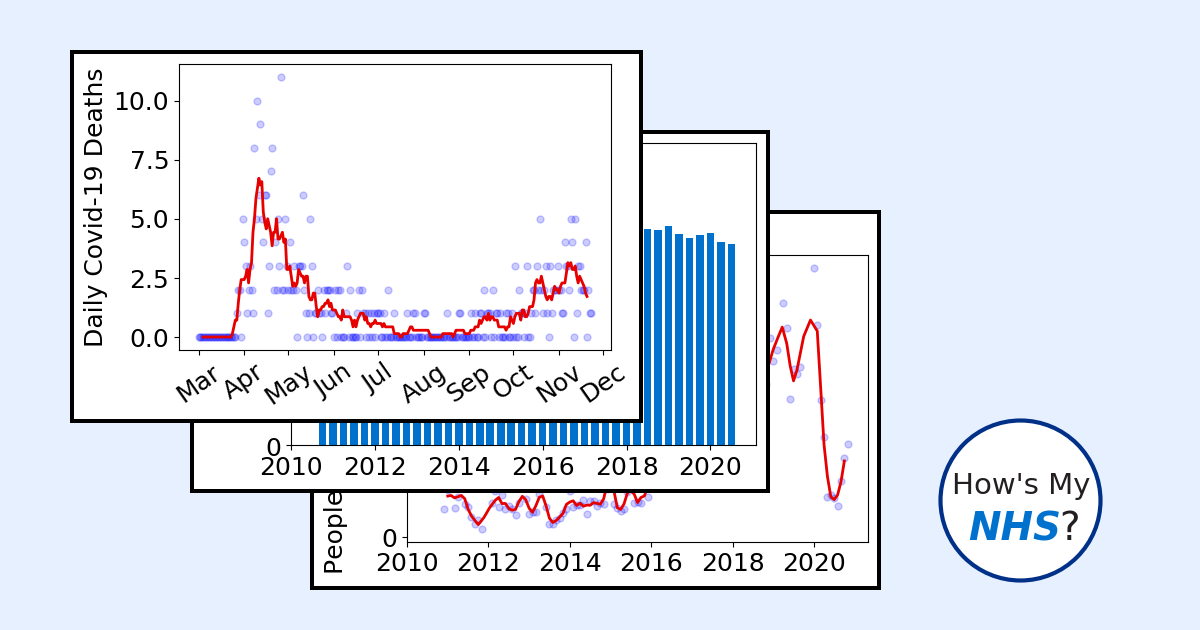 Daily Covid-19 Deaths
10.0
7.5
5.0
2.5
0.0
Mar Apr May Jun Jul Aug Sep Oct Nov Dec
0
2010 2012 2014 2016 2018 2020
People
0
2010 2012 2014 2016 2018 2020
How's My
NHS?